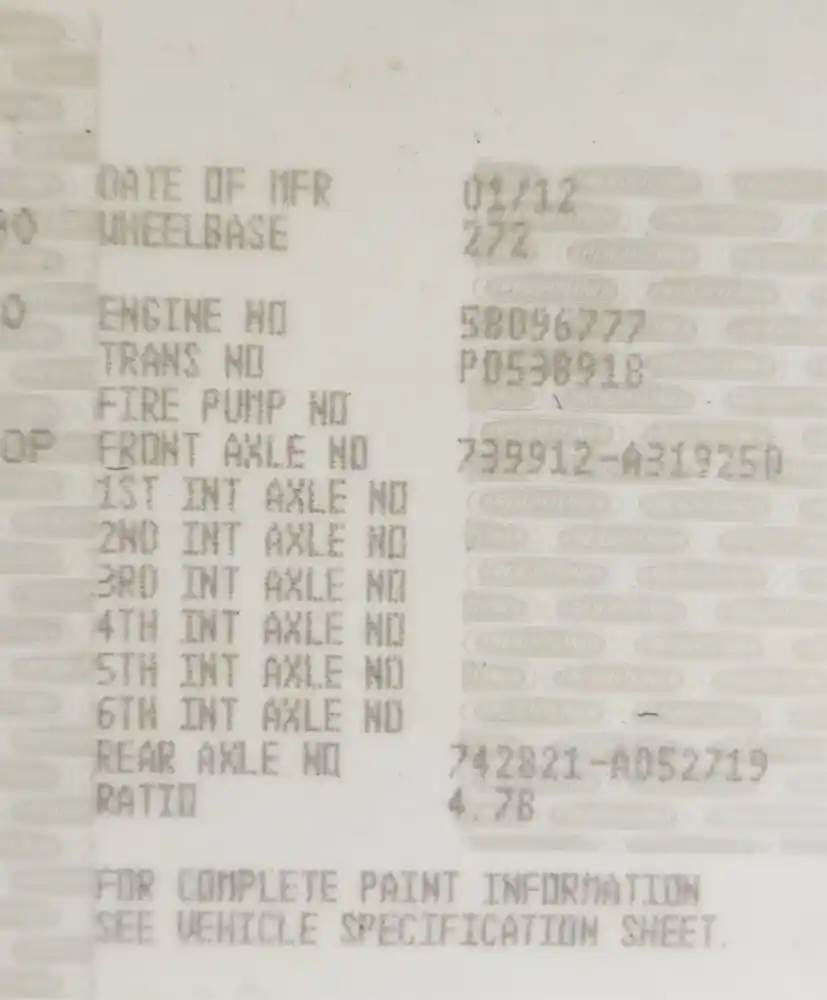 DATE OF MFR 01/12
WHEELBASE 272
ENGINE NO 58096777
TRANS NO P0538918
FIRE PUMP NO
OP FRONT AXLE NO 739912-A319250
1ST INT AXLE NO
2ND INT AXLE NO
3RD INT AXLE NO
4TH INT AXLE NO
5TH INT AXLE NO
6TH INT AXLE NO
REAR AXLE NO 742821-A052719
RATIO 4.78
FOR COMPLETE PAINT INFORMATION
SEE VEHICLE SPECIFICATION SHEET.